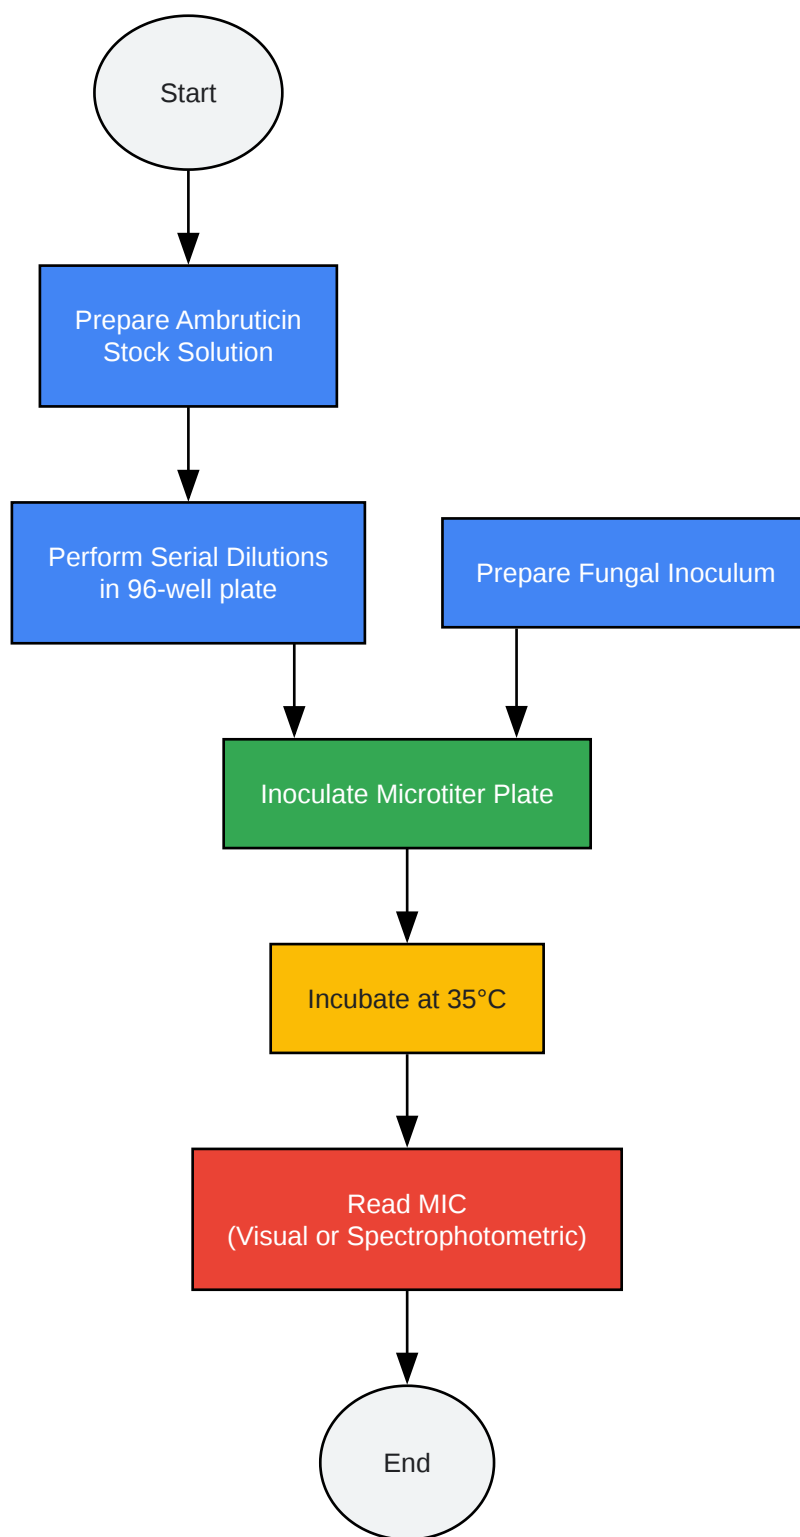 Start
Prepare Ambruticin
Stock Solution
Perform Serial Dilutions
in 96-well plate
Prepare Fungal Inoculum
Inoculate Microtiter Plate
Incubate at 35°C
Read MIC
(Visual or Spectrophotometric)
End